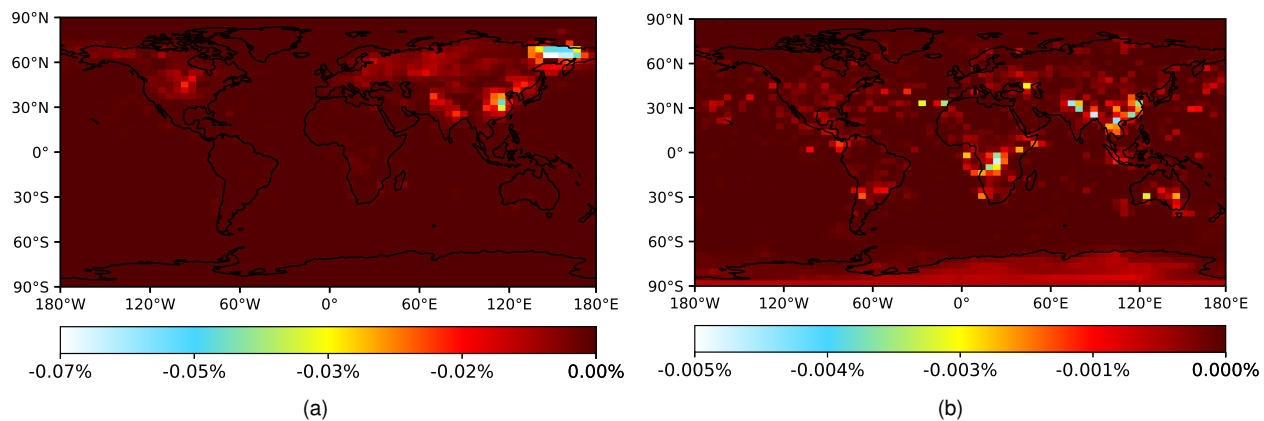 90°N
60°N
30°N
0°
30°S
60°S
90°S
180°W 120°W 60°W 0° 60°E 120°E 180°E
-0.07% -0.05% -0.03% -0.02% 0.00%
(a)
90°N
60°N
30°N
0°
30°S
60°S
90°S
180°W 120°W 60°W 0° 60°E 120°E 180°E
-0.005% -0.004% -0.003% -0.001% 0.000%
(b)